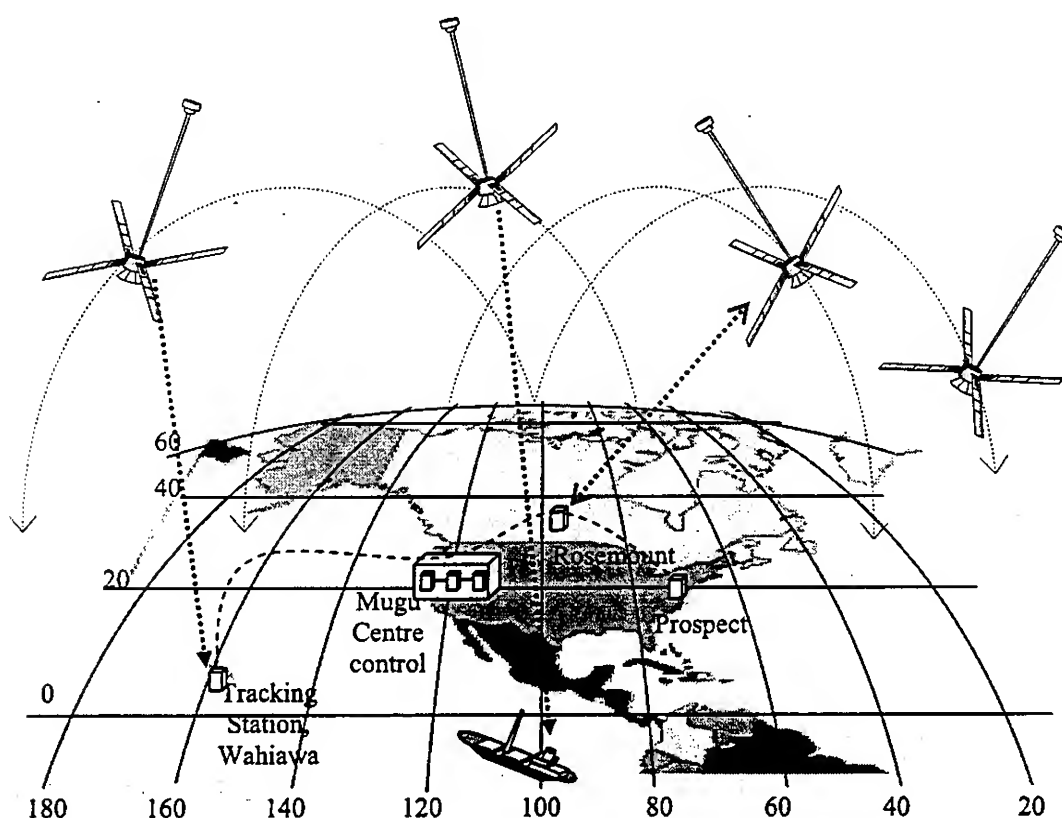 60
40
20
0
Rosemount
Mugu
Centre
control
Prospect
Tracking
Station,
Wahiawa
180 160 140 120 100 80 60 40 20